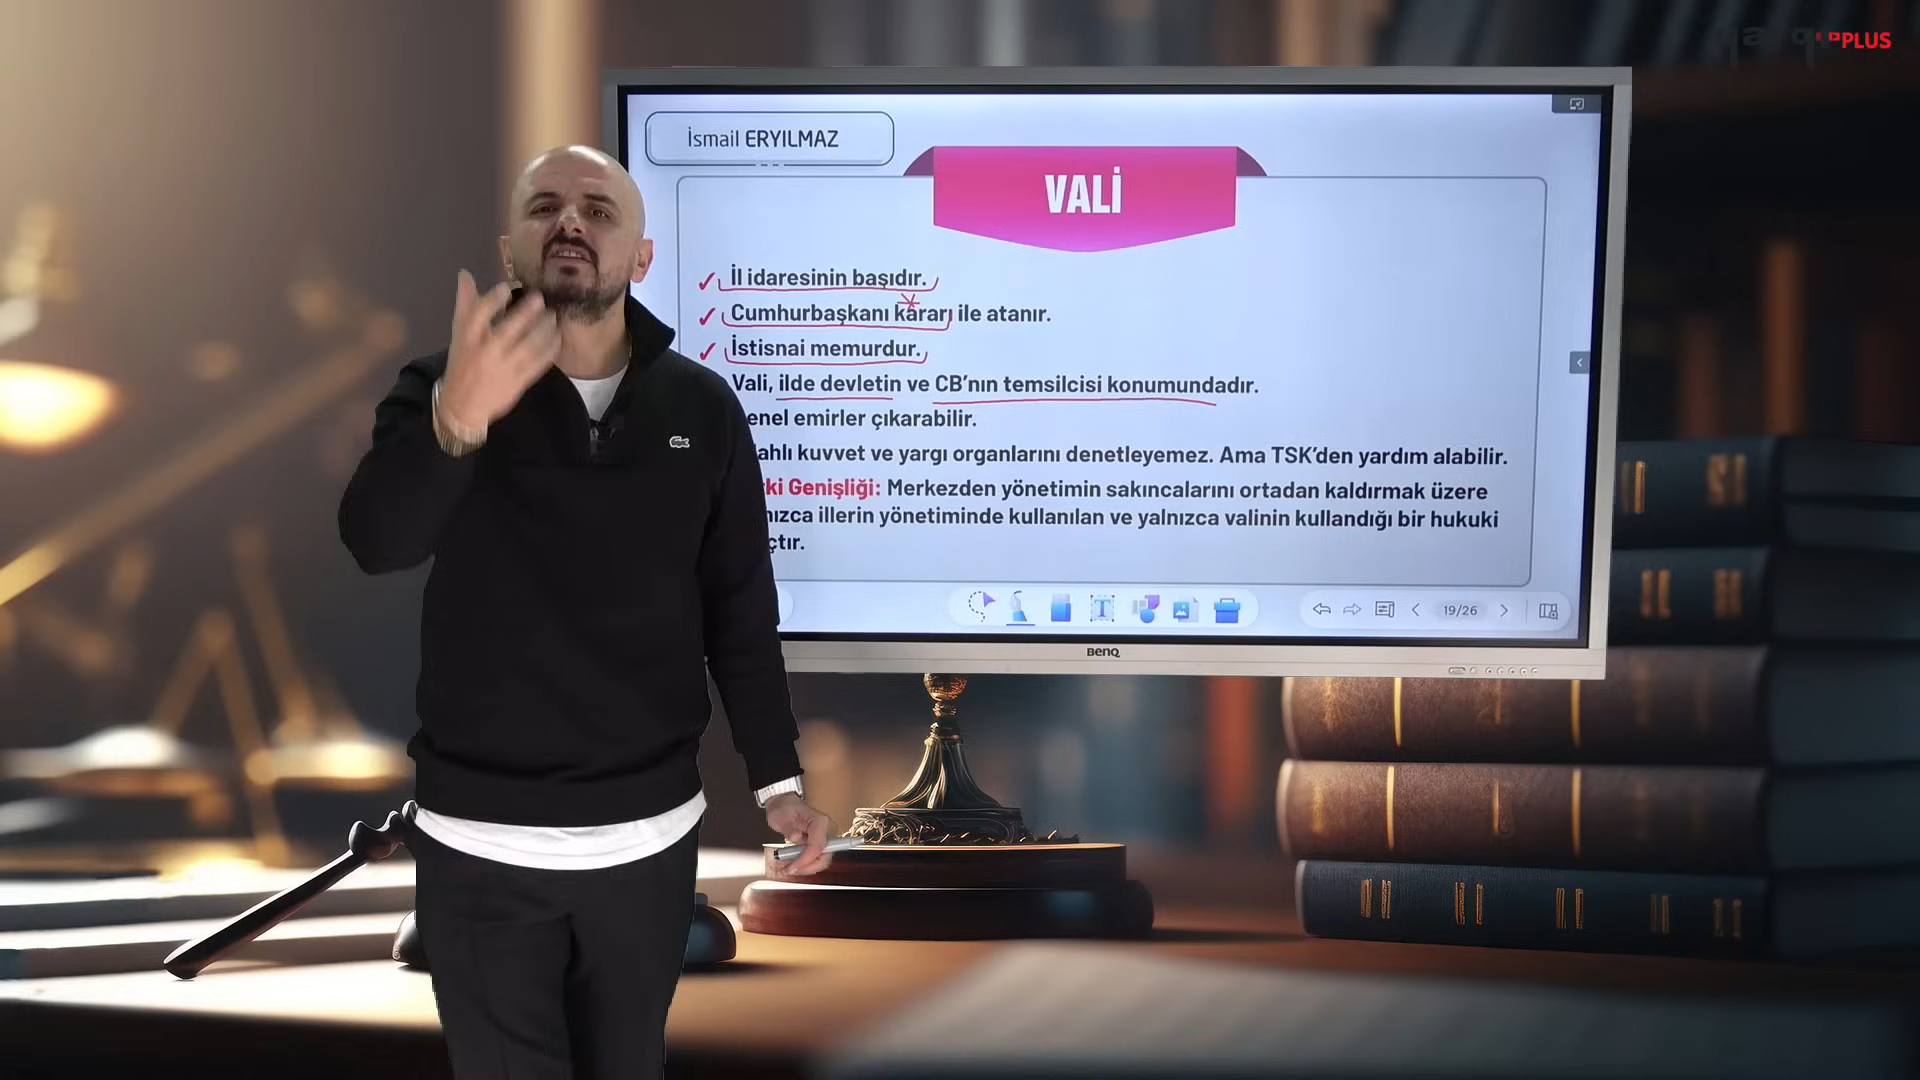 PLUS
İsmail ERYILMAZ
VALİ
İl idaresinin başıdır.
Cumhurbaşkanı kararı ile atanır.
İstisnai memurdur.
Vali, ilde devletin ve CB’nın temsilcisi konumundadır.
enel emirler çıkarabilir.
ahlı kuvvet ve yargı organlarını denetleyemez. Ama TSK’den yardım alabilir.
ki Genişliği: Merkezden yönetimin sakıncalarını ortadan kaldırmak üzere
nızca illerin yönetiminde kullanılan ve yalnızca valinin kullandığı bir hukuki
çtır.
19/26
BenQ